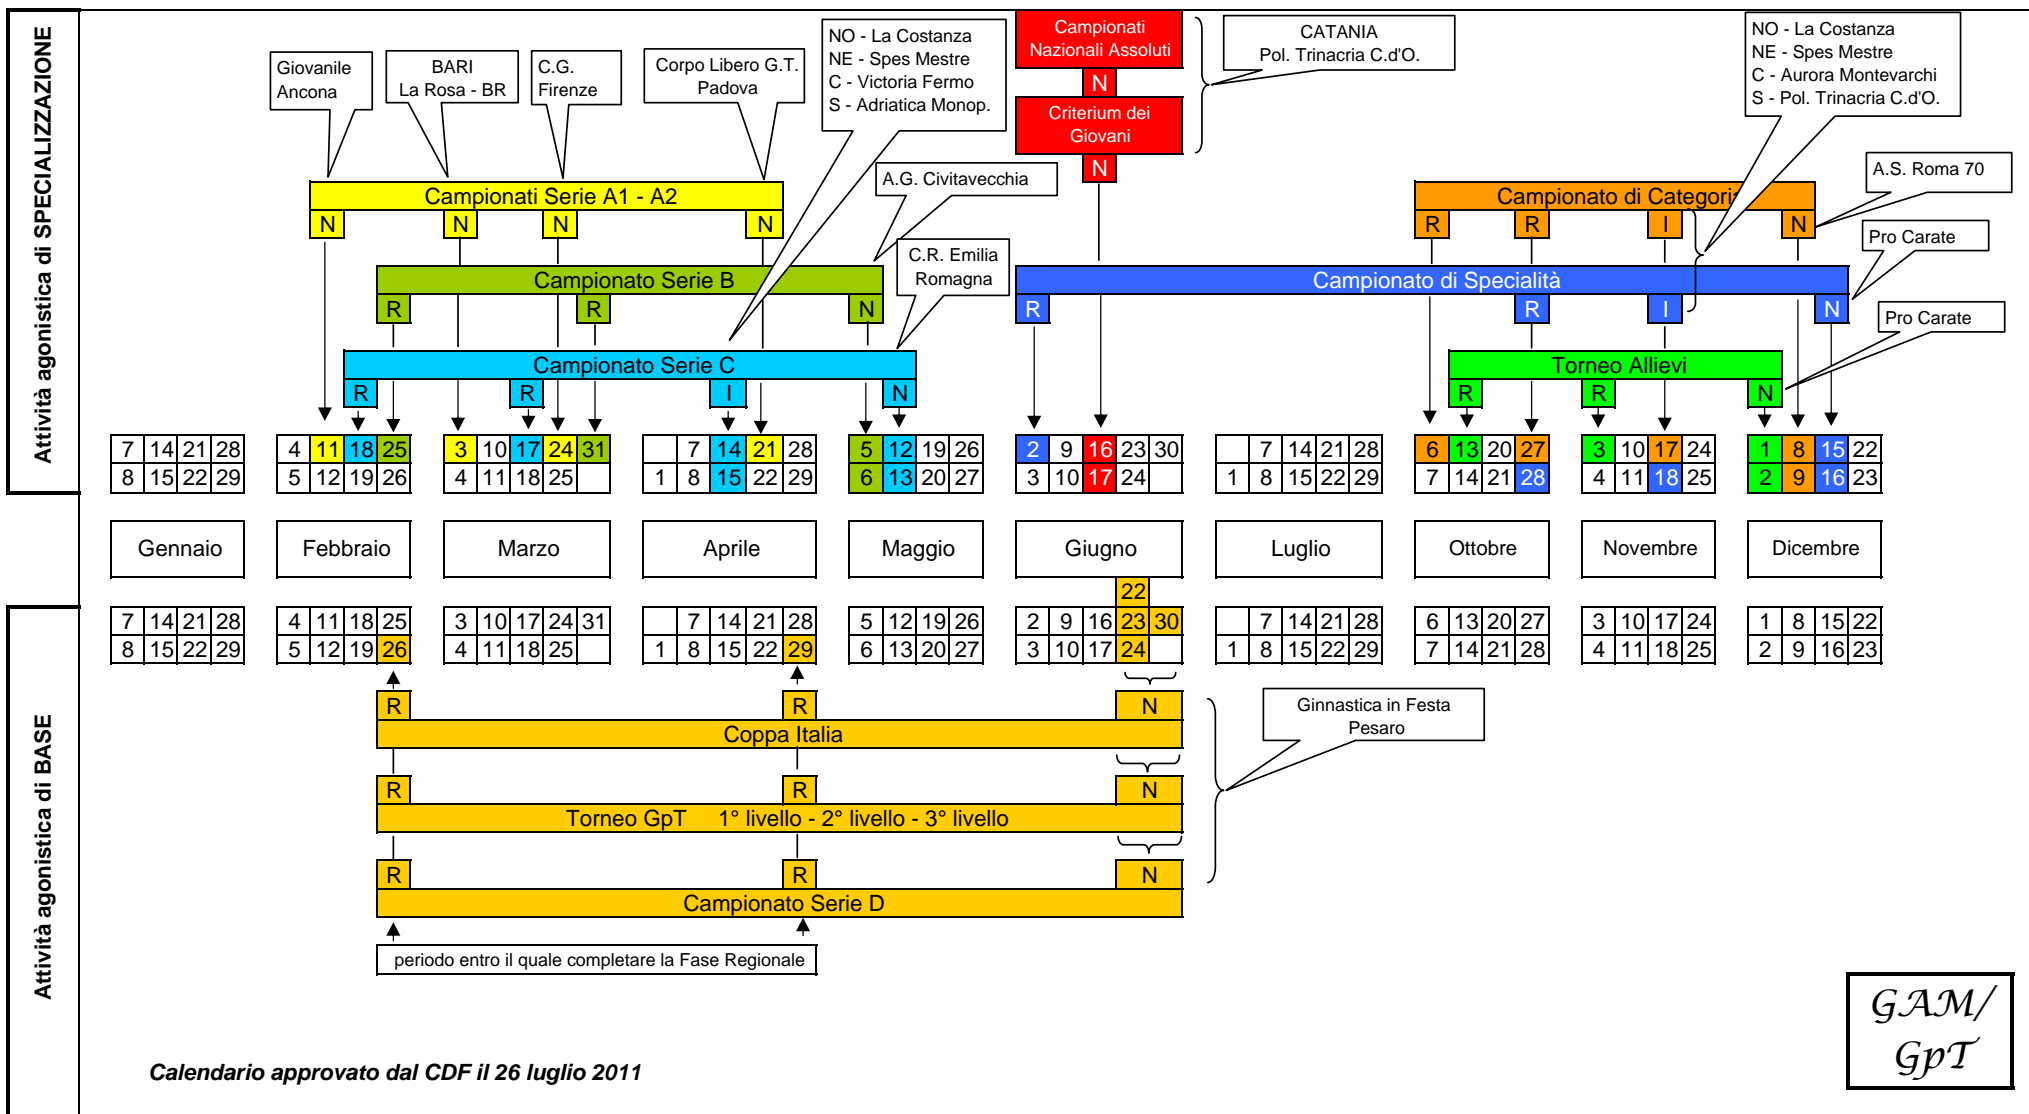 Attività agonistica di SPECIALIZZAZIONE
Giovanile
Ancona
BARI
La Rosa - BR
C.G.
Firenze
Corpo Libero G.T.
Padova
NO - La Costanza
NE - Spes Mestre
C - Victoria Fermo
S - Adriatica Monop.
Campionati
Nazionali Assoluti
N
Criterium dei
Giovani
N
CATANIA
Pol. Trinacria C.d'O.
NO - La Costanza
NE - Spes Mestre
C - Aurora Montevarchi
S - Pol. Trinacria C.d'O.
A.G. Civitavecchia
A.S. Roma 70
Campionati Serie A1 - A2
N N N N
Campionato di Categoria
R R I N
Pro Carate
C.R. Emilia
Romagna
Campionato Serie B
R R N
Campionato di Specialità
R R I N
Pro Carate
Campionato Serie C
R R I N
Torneo Allievi
R R N
7 14 21 28 4 11 18 25 3 10 17 24 31 7 14 21 28 5 12 19 26 2 9 16 23 30 7 14 21 28 6 13 20 27 3 10 17 24 1 8 15 22
8 15 22 29 5 12 19 26 4 11 18 25 1 8 15 22 29 6 13 20 27 3 10 17 24 1 8 15 22 29 7 14 21 28 4 11 18 25 2 9 16 23
Gennaio Febbraio Marzo Aprile Maggio Giugno Luglio Ottobre Novembre Dicembre
Attività agonistica di BASE
22
7 14 21 28 4 11 18 25 3 10 17 24 31 7 14 21 28 5 12 19 26 2 9 16 23 30 7 14 21 28 6 13 20 27 3 10 17 24 1 8 15 22
8 15 22 29 5 12 19 26 4 11 18 25 1 8 15 22 29 6 13 20 27 3 10 17 24 1 8 15 22 29 7 14 21 28 4 11 18 25 2 9 16 23
R R N
Coppa Italia
Ginnastica in Festa
Pesaro
R R N
Torneo GpT 1° livello - 2° livello - 3° livello
R R N
Campionato Serie D
periodo entro il quale completare la Fase Regionale
GAM/
GpT
Calendario approvato dal CDF il 26 luglio 2011